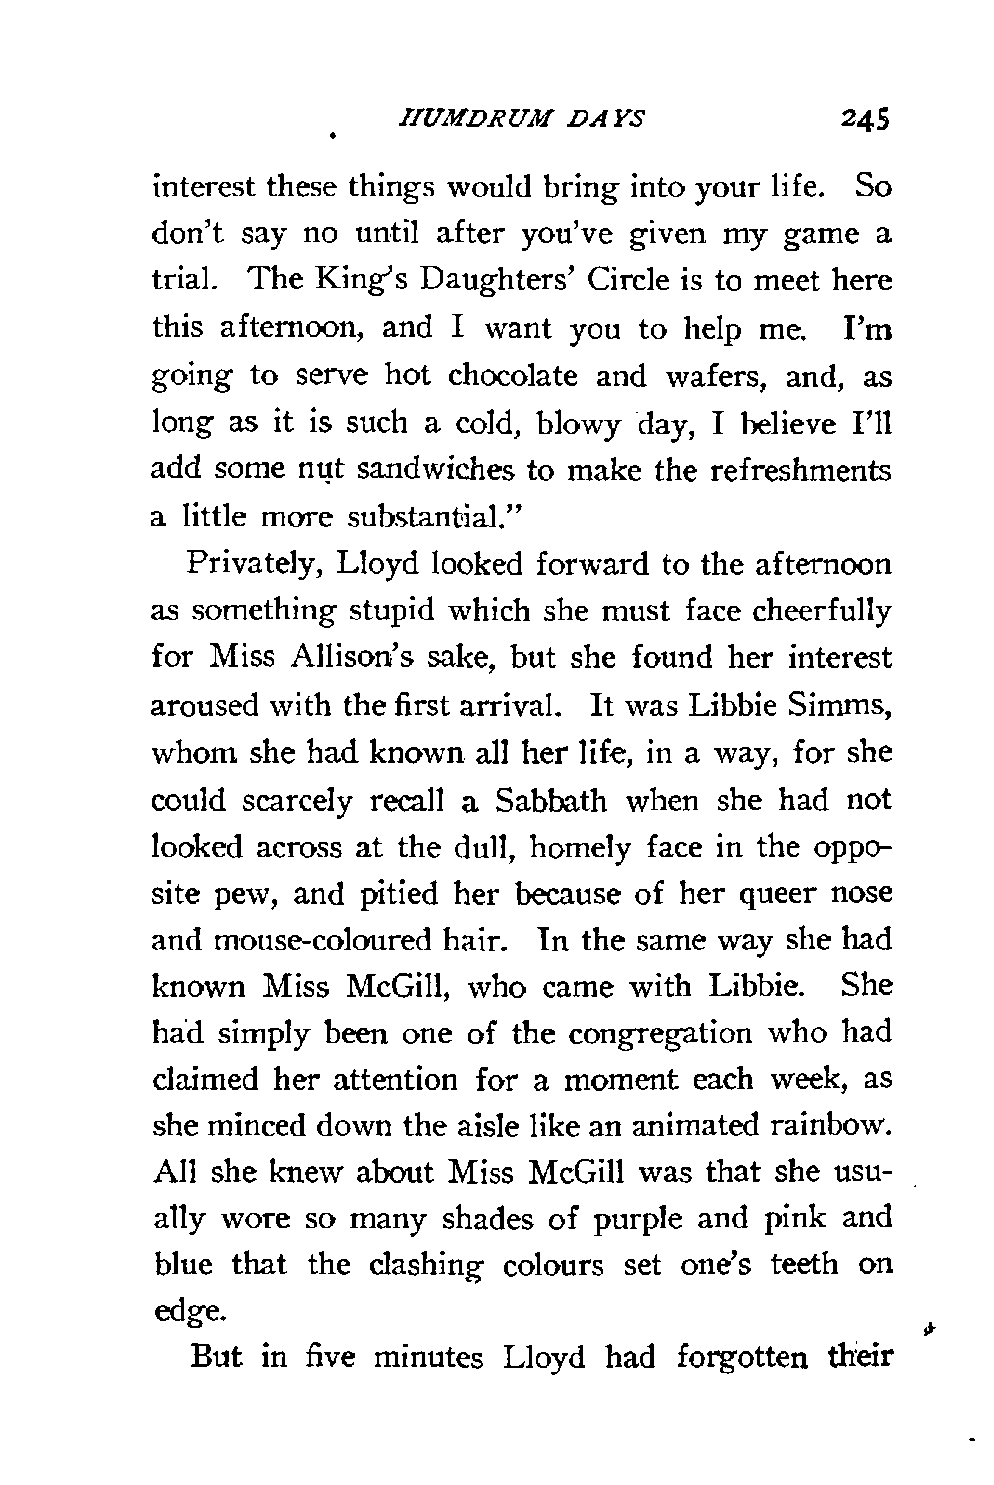 HUMDRUM DAYS 245
interest these things would bring into your life. So
don't say no until after you've given my game a
trial. The King's Daughters' Circle is to meet here
this afternoon, and I want you to help me. I'm
going to serve hot chocolate and wafers, and, as
long as it is such a cold, blowy day, I believe I'll
add some nut sandwiches to make the refreshments
a little more substantial."
Privately, Lloyd looked forward to the afternoon
as something stupid which she must face cheerfully
for Miss Allison's sake, but she found her interest
aroused with the first arrival. It was Libbie Simms,
whom she had known all her life, in a way, for she
could scarcely recall a Sabbath when she had not
looked across at the dull, homely face in the oppo-
site pew, and pitied her because of her queer nose
and mouse-coloured hair. In the same way she had
known Miss McGill, who came with Libbie. She
had simply been one of the congregation who had
claimed her attention for a moment each week, as
she minced down the aisle like an animated rainbow.
All she knew about Miss McGill was that she usu-
ally wore so many shades of purple and pink and
blue that the clashing colours set one's teeth on
edge.
But in five minutes Lloyd had forgotten their